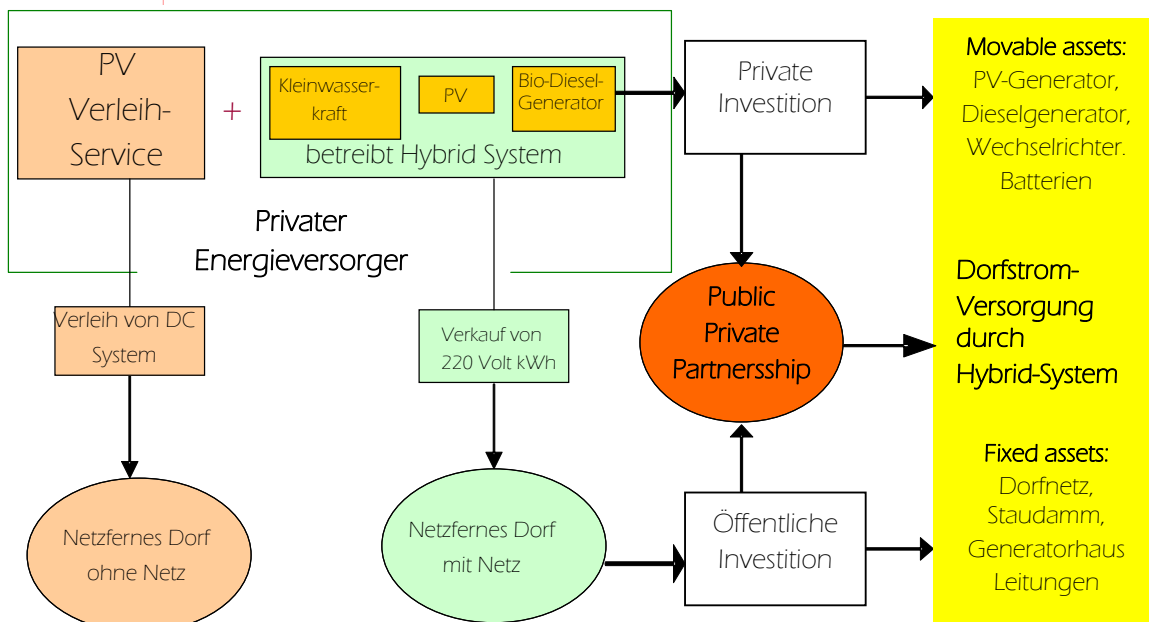 PV
Verleih-
Service
+
Kleinwasser-
kraft
PV
Bio-Diesel-
Generator
betreibt Hybrid System
Privater
Energieversorger
Verleih von DC
System
Verkauf von
220 Volt kWh
Netzfernes Dorf
ohne Netz
Netzfernes Dorf
mit Netz
Private
Investition
Public
Private
Partnersship
Öffentliche
Investition
Movable assets:
PV-Generator,
Dieselgenerator,
Wechselrichter.
Batterien
Dorfstrom-
Versorgung
durch
Hybrid-System
Fixed assets:
Dorfnetz,
Staudamm,
Generatorhaus
Leitungen